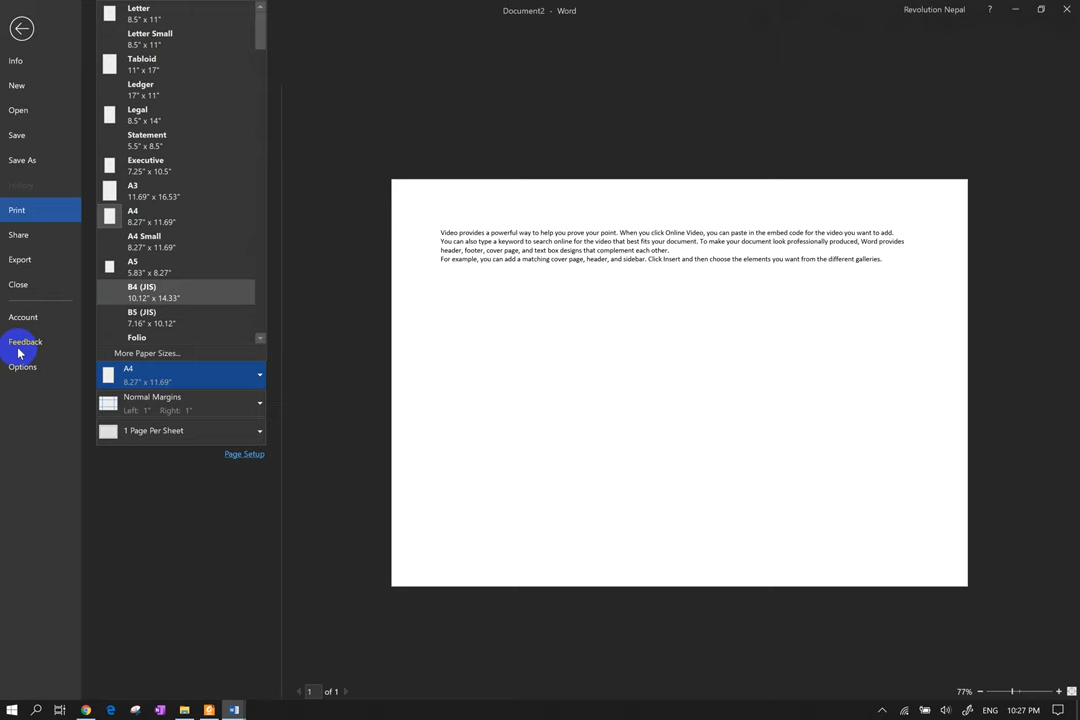 Document2 - Word
Revolution Nepal
?
Info
New
Open
Save
Save As
History
Print
Share
Export
Close
Account
Feedback
Options
Letter
8.5" x 11"
Letter Small
8.5" x 11"
Tabloid
11" x 17"
Ledger
17" x 11"
Legal
8.5" x 14"
Statement
5.5" x 8.5"
Executive
7.25" x 10.5"
A3
11.69" x 16.53"
A4
8.27" x 11.69"
A4 Small
8.27" x 11.69"
A5
5.83" x 8.27"
B4 (JIS)
10.12" x 14.33"
B5 (JIS)
7.16" x 10.12"
Folio
More Paper Sizes...
A4
8.27" x 11.69"
Normal Margins
Left: 1" Right: 1"
1 Page Per Sheet
Page Setup
Video provides a powerful way to help you prove your point. When you click Online Video, you can paste in the embed code for the video you want to add.
You can also type a keyword to search online for the video that best fits your document. To make your document look professionally produced, Word provides
header, footer, cover page, and text box designs that complement each other.
For example, you can add a matching cover page, header, and sidebar. Click Insert and then choose the elements you want from the different galleries.
1 of 1
77%
ENG
10:27 PM